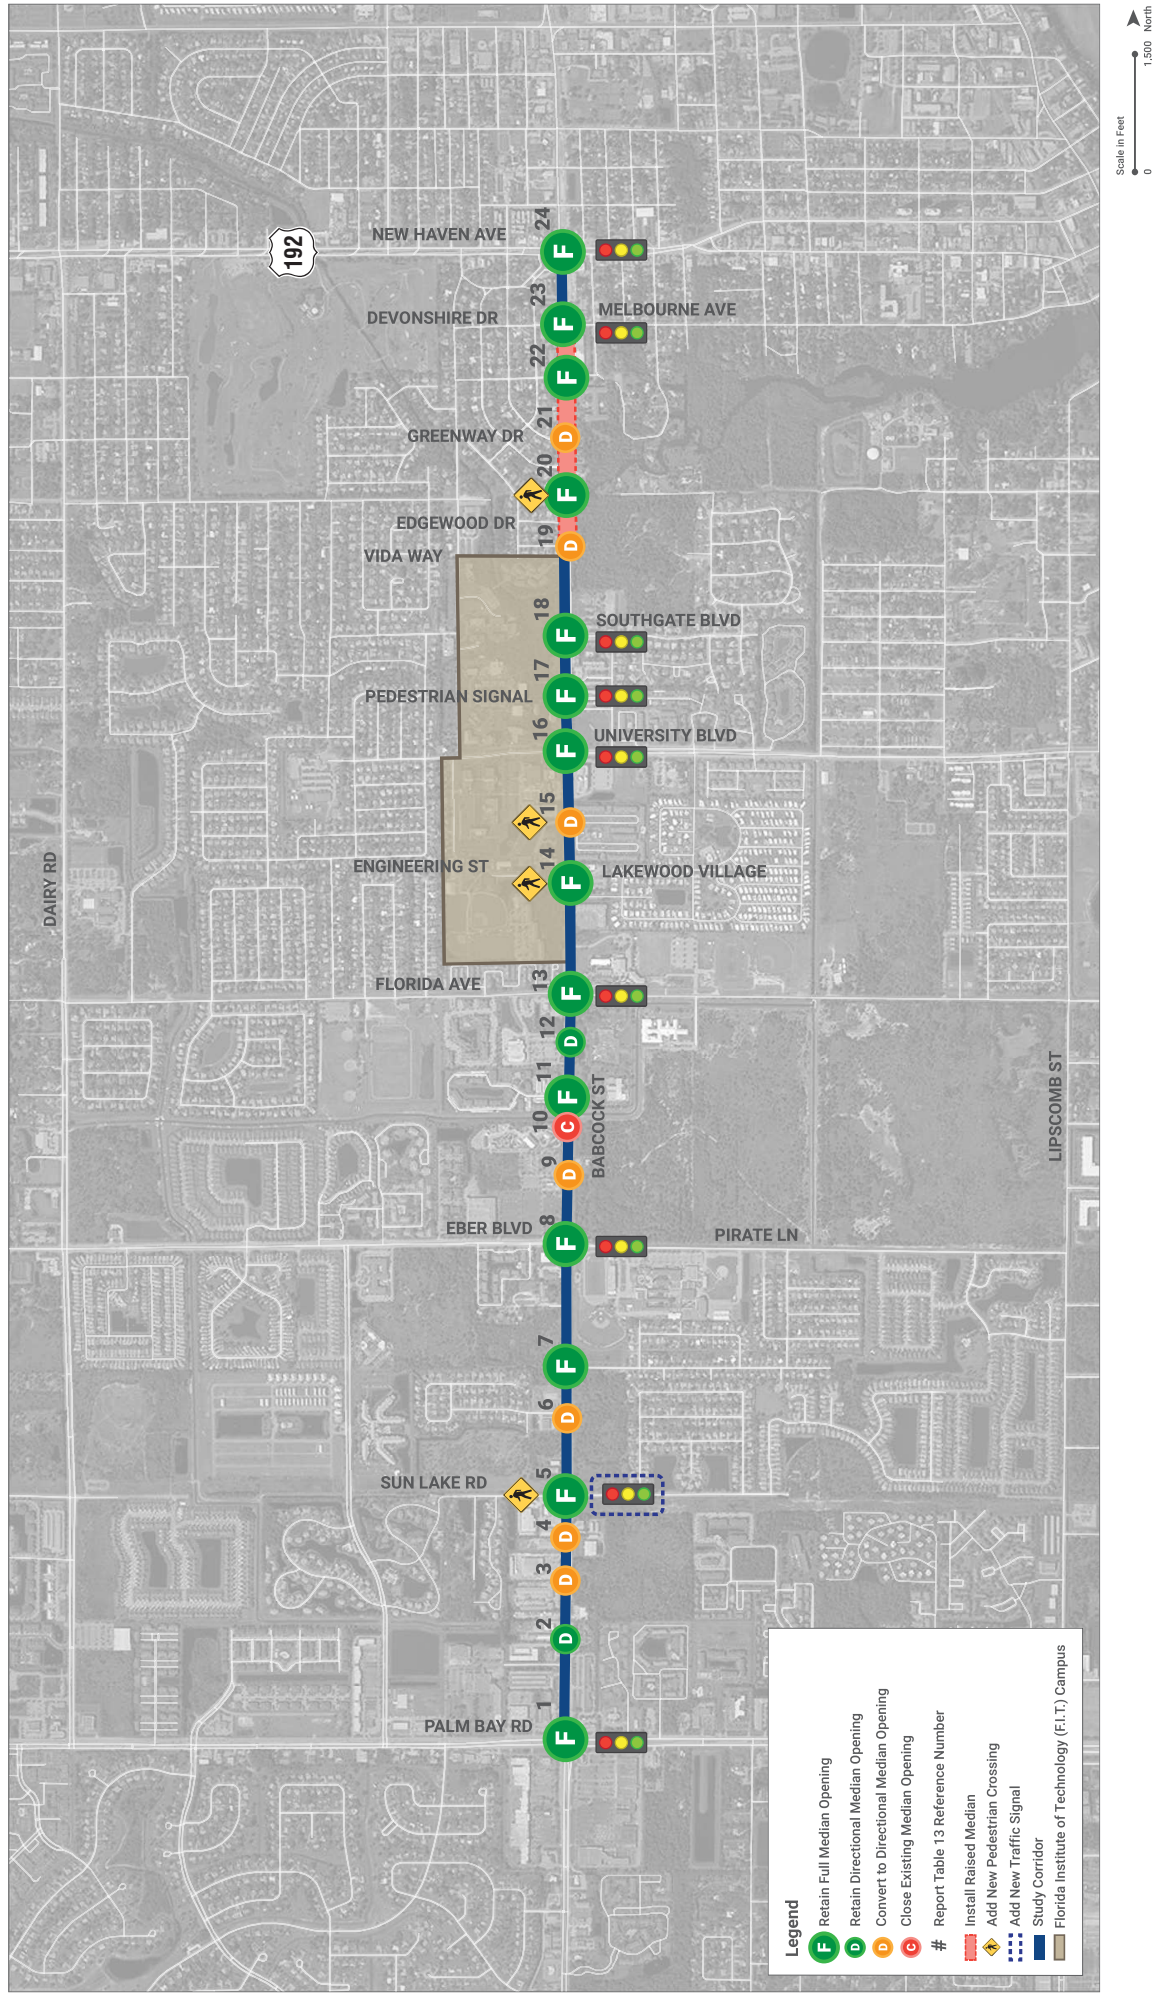 NEW HAVEN AVE
192
24
F
23
DEVONSHIRE DR
F
MELBOURNE AVE
22
F
21
GREENWAY DR
D
20
F
EDGEWOOD DR
19
D
VIDA WAY
18
F
SOUTHGATE BLVD
17
PEDESTRIAN SIGNAL
F
16
F
UNIVERSITY BLVD
15
D
14
ENGINEERING ST
F
LAKEWOOD VILLAGE
DAIRY RD
13
FLORIDA AVE
F
12
D
11
F
10
C
BABCOCK ST
LIPSCOMB ST
9
D
8
EBER BLVD
F
PIRATE LN
7
F
6
D
5
SUN LAKE RD
F
4
D
3
D
2
D
1
PALM BAY RD
F
Legend
F Retain Full Median Opening
D Retain Directional Median Opening
D Convert to Directional Median Opening
C Close Existing Median Opening
# Report Table 13 Reference Number
Install Raised Median
Add New Pedestrian Crossing
Add New Traffic Signal
Study Corridor
Florida Institute of Technology (F.I.T.) Campus
Scale in Feet
0 1,500 North